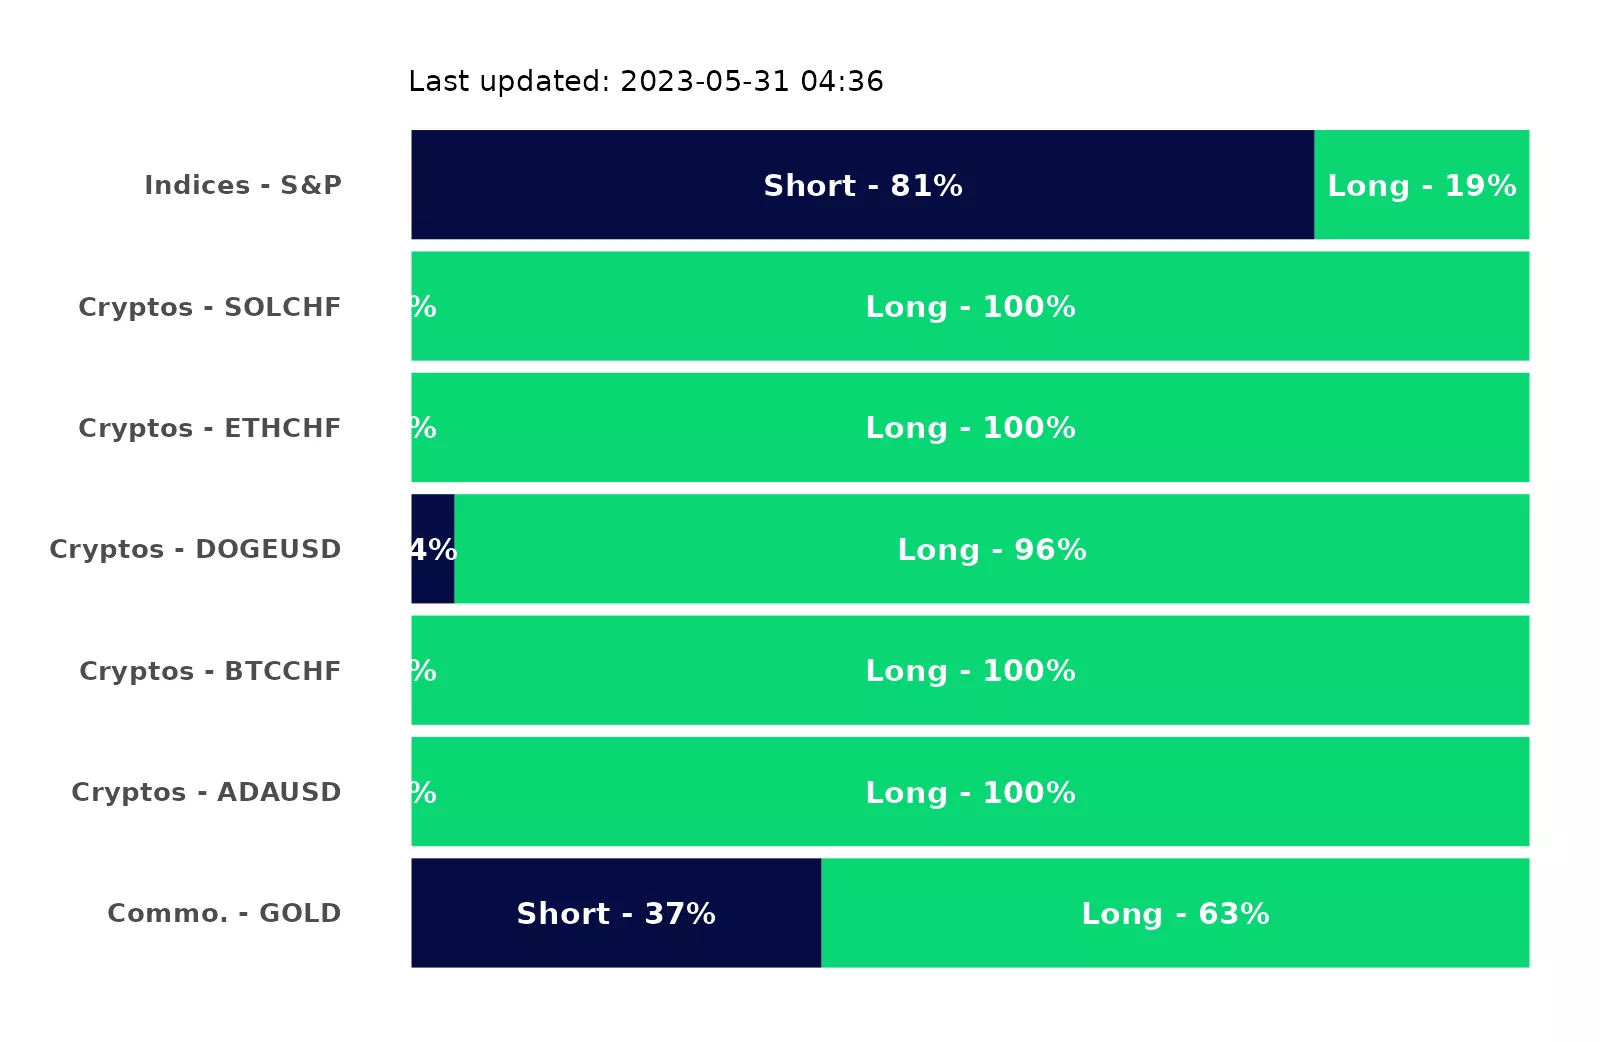 Last updated: 2023-05-31 04:36
Indices - S&P Short - 81% Long - 19%
Cryptos - SOLCHF % Long - 100%
Cryptos - ETHCHF % Long - 100%
Cryptos - DOGEUSD 4% Long - 96%
Cryptos - BTCCHF % Long - 100%
Cryptos - ADAUSD % Long - 100%
Commo. - GOLD Short - 37% Long - 63%